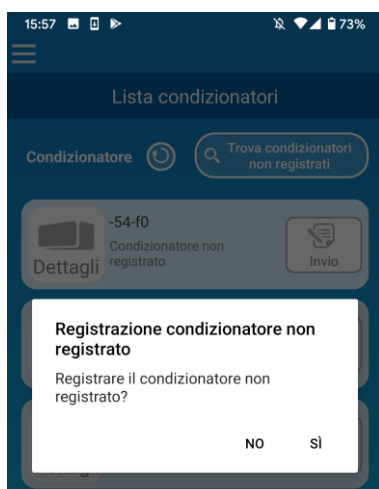 15:57 73%
Lista condizionatori
Condizionatore
Trova condizionatori
non registrati
-54-f0
Condizionatore non
registrato
Dettagli
Invio
Registrazione condizionatore non
registrato
Registrare il condizionatore non
registrato?
NO SÌ